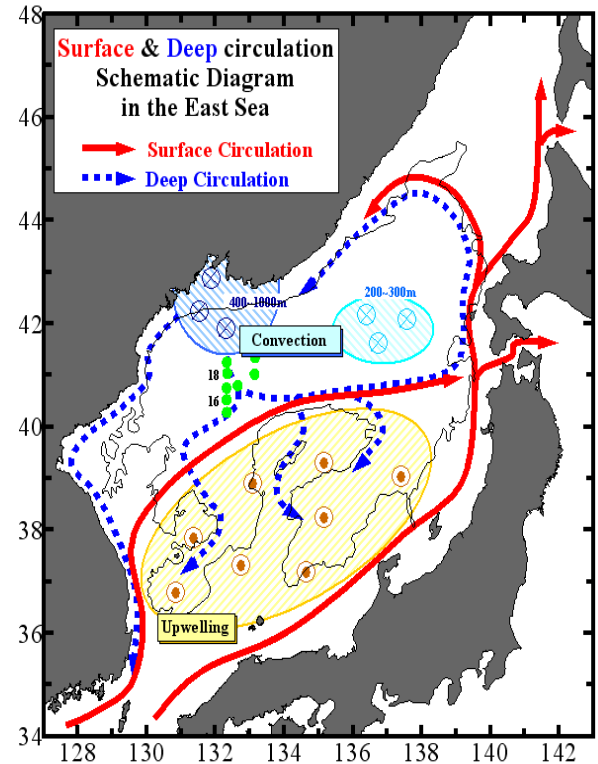 48
46
44
42
40
38
36
34
Surface & Deep circulation
Schematic Diagram
in the East Sea
Surface Circulation
Deep Circulation
400~1000m
200~300m
Convection
18
16
Upwelling
128 130 132 134 136 138 140 142